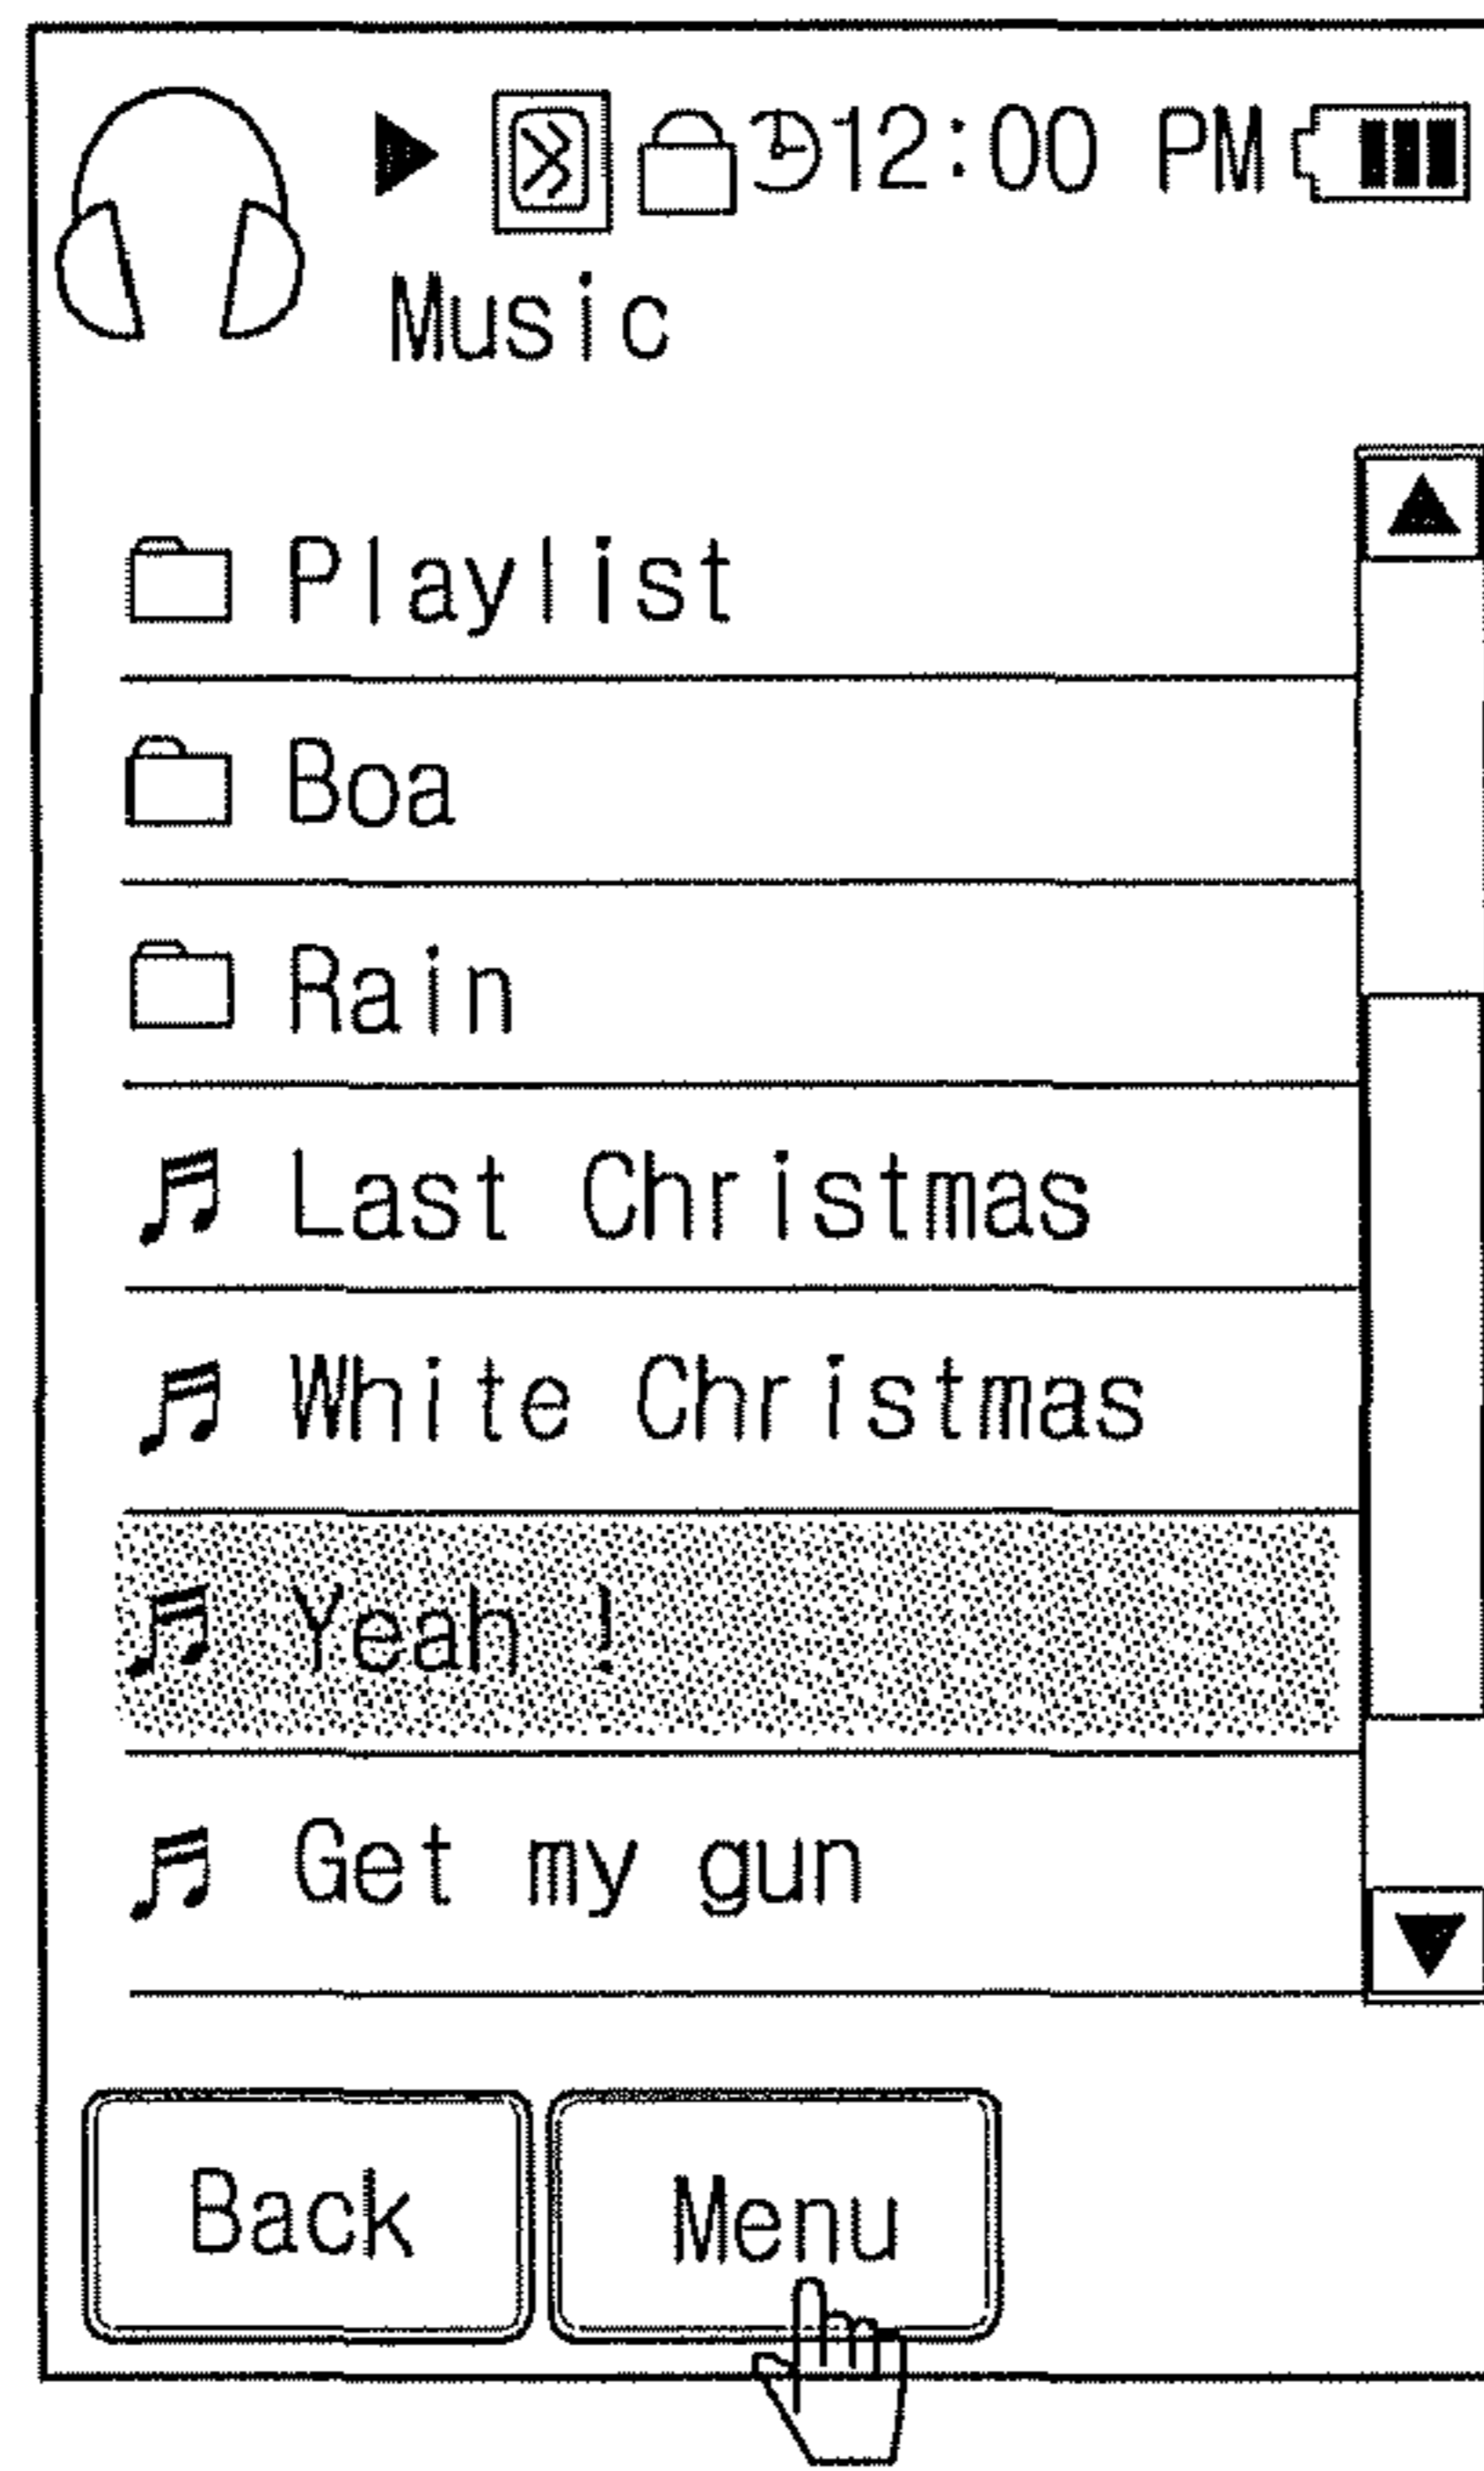 12:00 PM
Music
Playlist
Boa
Rain
Last Christmas
White Christmas
Yeah !
Get my gun
Back Menu